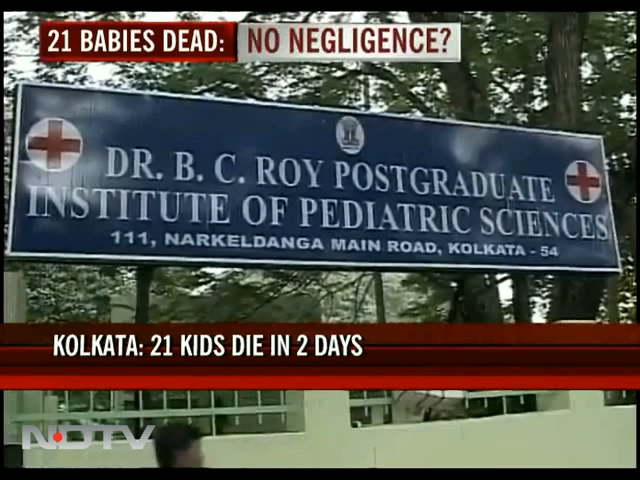 21 BABIES DEAD: NO NEGLIGENCE?
DR. B. C. ROY POSTGRADUATE
INSTITUTE OF PEDIATRIC SCIENCES
111, NARKELDANGA MAIN ROAD, KOLKATA - 54
KOLKATA: 21 KIDS DIE IN 2 DAYS
NDTV